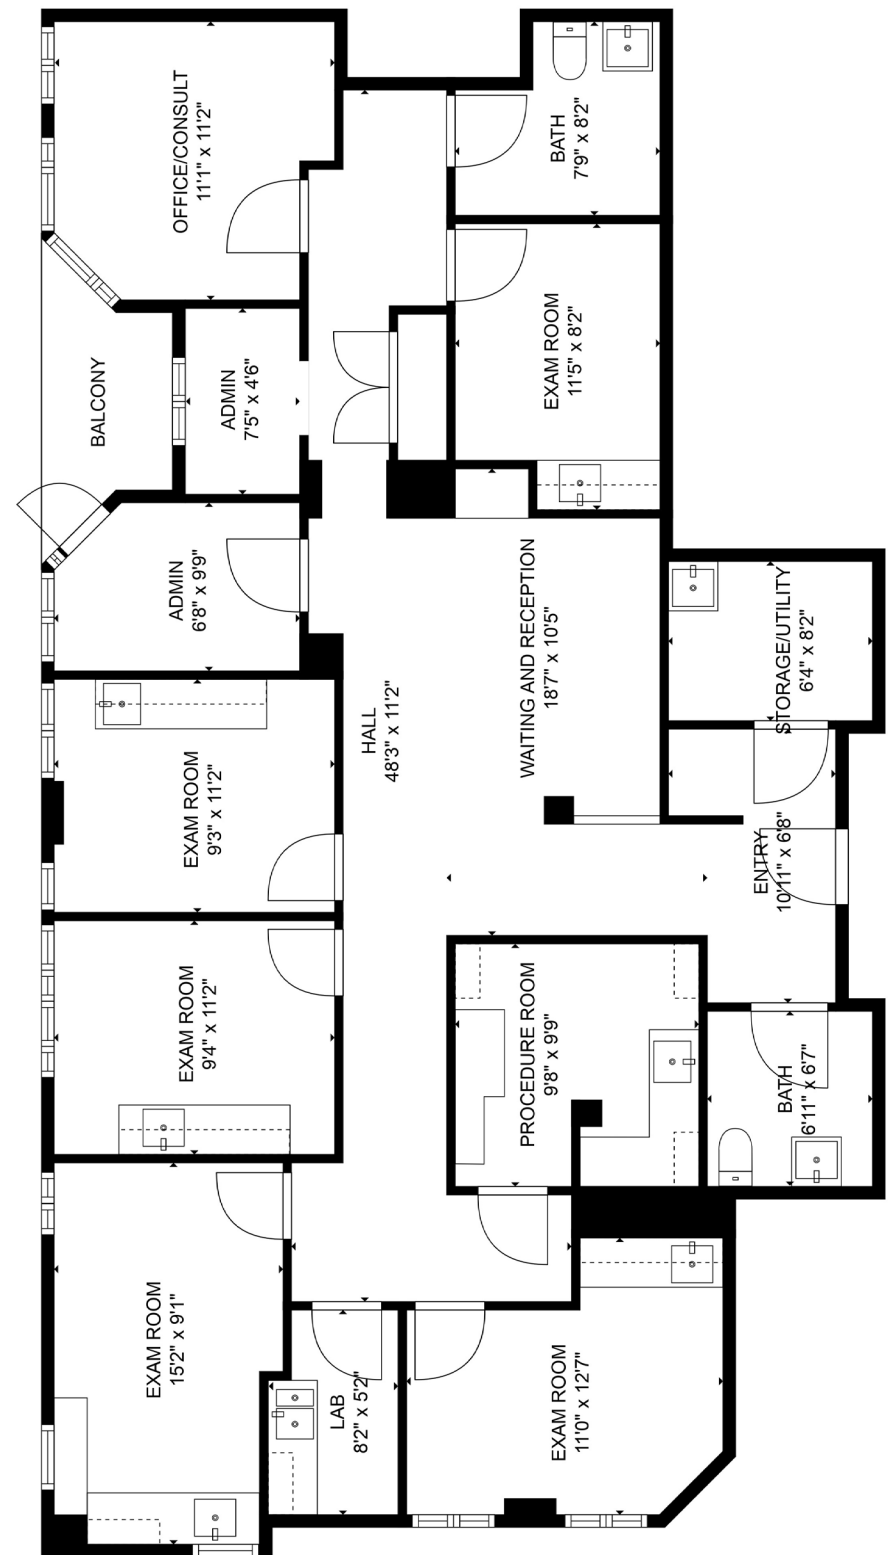 OFFICE/CONSULT
11'1" x 11'2"
BATH
7'9" x 8'2"
EXAM ROOM
11'5" x 8'2"
BALCONY
ADMIN
7'5" x 4'6"
ADMIN
6'8" x 9'9"
WAITING AND RECEPTION
18'7" x 10'5"
STORAGE/UTILITY
6'4" x 8'2"
HALL
48'3" x 11'2"
EXAM ROOM
9'3" x 11'2"
ENTRY
10'11" x 6'8"
EXAM ROOM
9'4" x 11'2"
PROCEDURE ROOM
9'8" x 9'9"
BATH
6'11" x 6'7"
EXAM ROOM
15'2" x 9'1"
LAB
8'2" x 5'2"
EXAM ROOM
11'0" x 12'7"